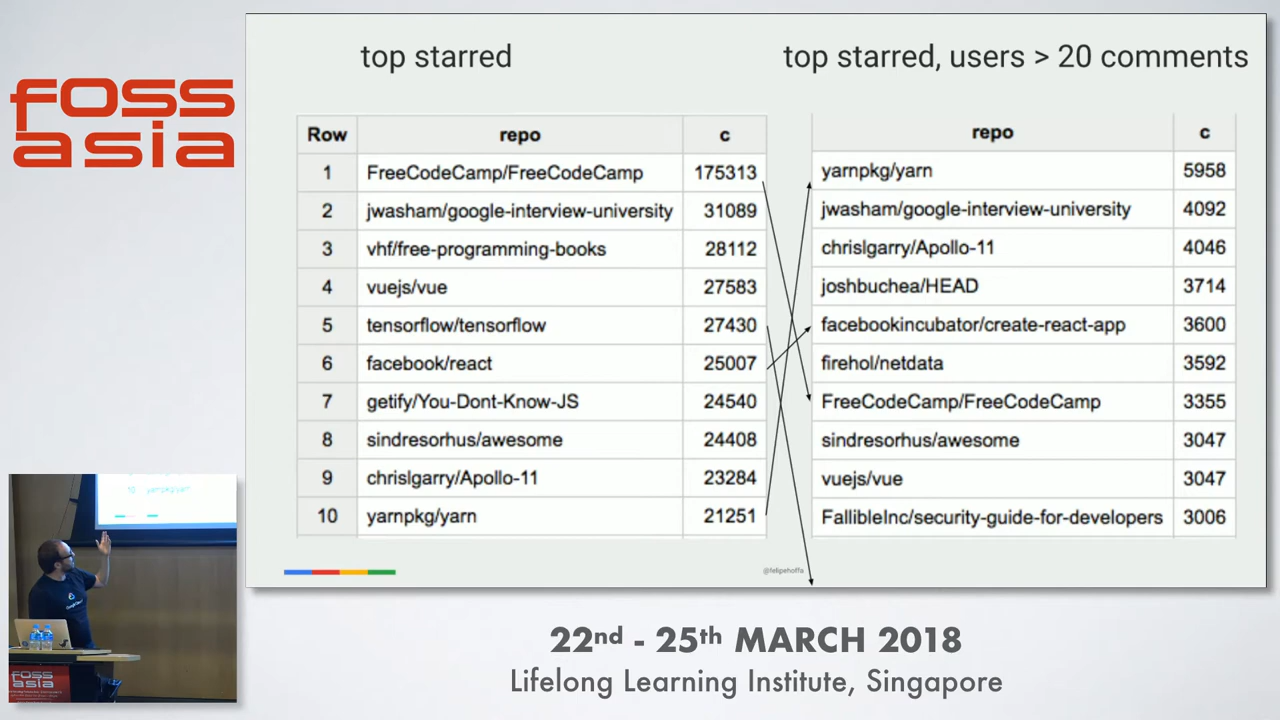 foss
asia
top starred
top starred, users > 20 comments
Row repo c
1 FreeCodeCamp/FreeCodeCamp 175313
2 jwasham/google-interview-university 31089
3 vhf/free-programming-books 28112
4 vuejs/vue 27583
5 tensorflow/tensorflow 27430
6 facebook/react 25007
7 getify/You-Dont-Know-JS 24540
8 sindresorhus/awesome 24408
9 chrislgarry/Apollo-11 23284
10 yarnpkg/yarn 21251
repo c
yarnpkg/yarn 5958
jwasham/google-interview-university 4092
chrislgarry/Apollo-11 4046
joshbuchea/HEAD 3714
facebookincubator/create-react-app 3600
firehol/netdata 3592
FreeCodeCamp/FreeCodeCamp 3355
sindresorhus/awesome 3047
vuejs/vue 3047
FallibleInc/security-guide-for-developers 3006
@felipehoffa
10 yarnpkg/yarn
foss
asia
22nd - 25th MARCH 2018
Lifelong Learning Institute, Singapore